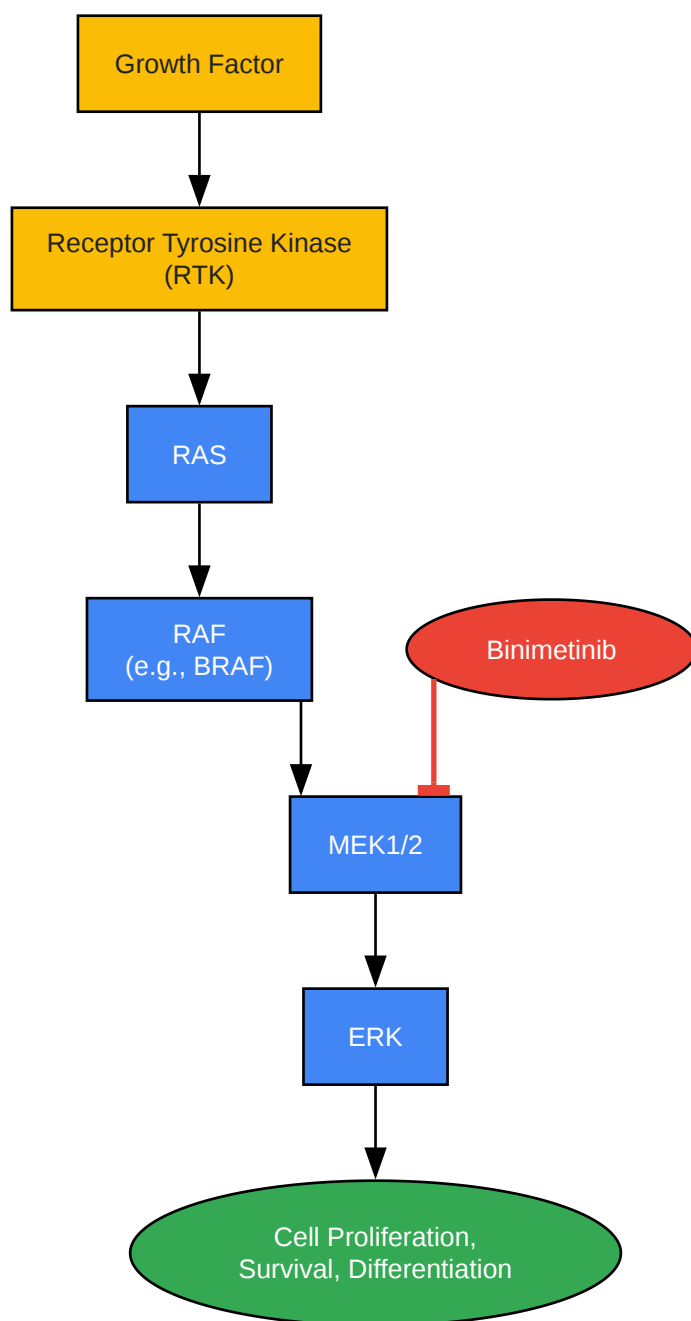 Growth Factor
Receptor Tyrosine Kinase
(RTK)
RAS
RAF
(e.g., BRAF)
Binimetinib
MEK1/2
ERK
Cell Proliferation,
Survival, Differentiation